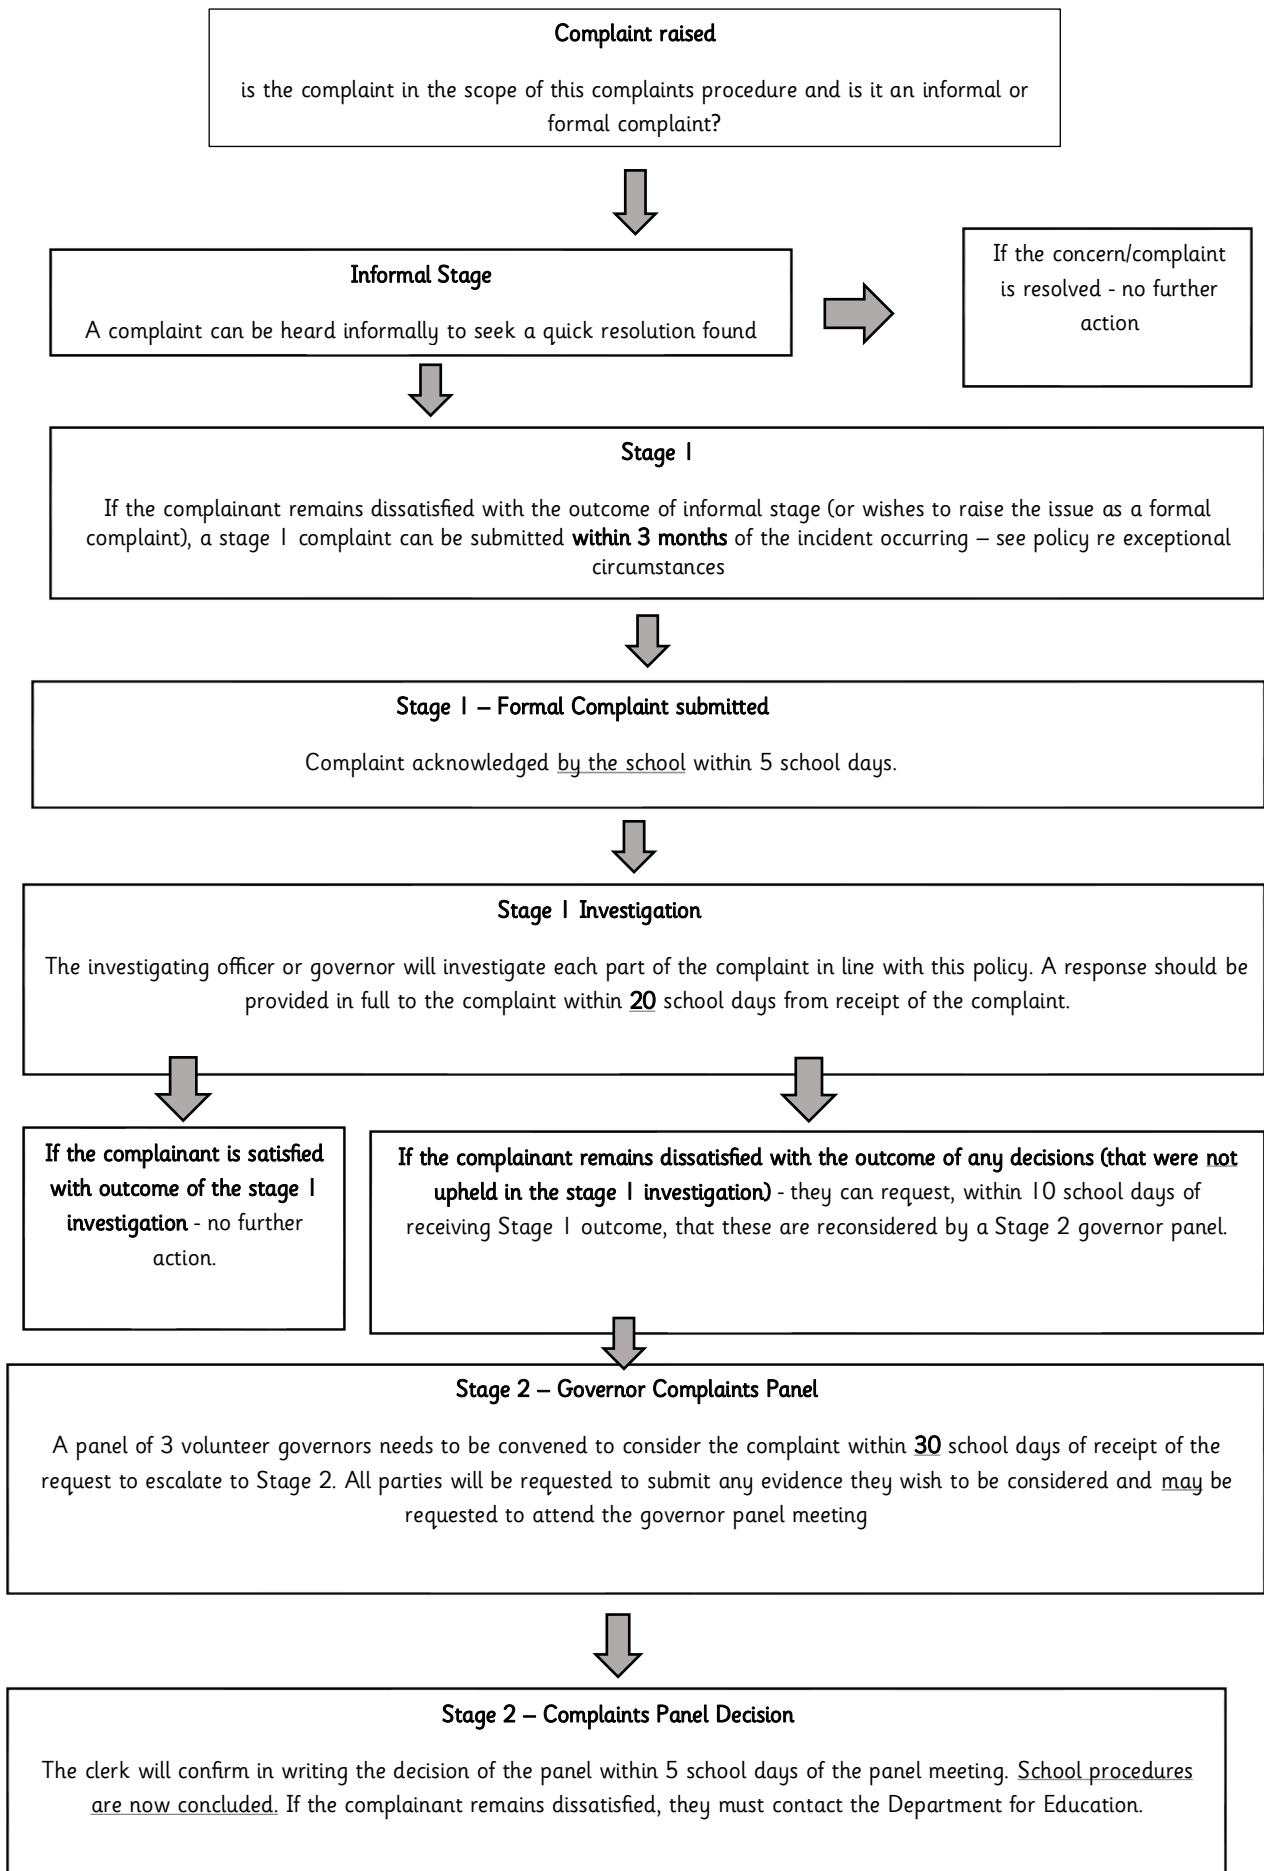 Complaint raised
is the complaint in the scope of this complaints procedure and is it an informal or
formal complaint?
Informal Stage
A complaint can be heard informally to seek a quick resolution found
If the concern/complaint
is resolved - no further
action
Stage 1
If the complainant remains dissatisfied with the outcome of informal stage (or wishes to raise the issue as a formal
complaint), a stage 1 complaint can be submitted within 3 months of the incident occurring – see policy re exceptional
circumstances
Stage 1 – Formal Complaint submitted
Complaint acknowledged by the school within 5 school days.
Stage 1 Investigation
The investigating officer or governor will investigate each part of the complaint in line with this policy. A response should be
provided in full to the complaint within 20 school days from receipt of the complaint.
If the complainant is satisfied
with outcome of the stage 1
investigation - no further
action.
If the complainant remains dissatisfied with the outcome of any decisions (that were not
upheld in the stage 1 investigation) - they can request, within 10 school days of
receiving Stage 1 outcome, that these are reconsidered by a Stage 2 governor panel.
Stage 2 – Governor Complaints Panel
A panel of 3 volunteer governors needs to be convened to consider the complaint within 30 school days of receipt of the
request to escalate to Stage 2. All parties will be requested to submit any evidence they wish to be considered and may be
requested to attend the governor panel meeting
Stage 2 – Complaints Panel Decision
The clerk will confirm in writing the decision of the panel within 5 school days of the panel meeting. School procedures
are now concluded. If the complainant remains dissatisfied, they must contact the Department for Education.